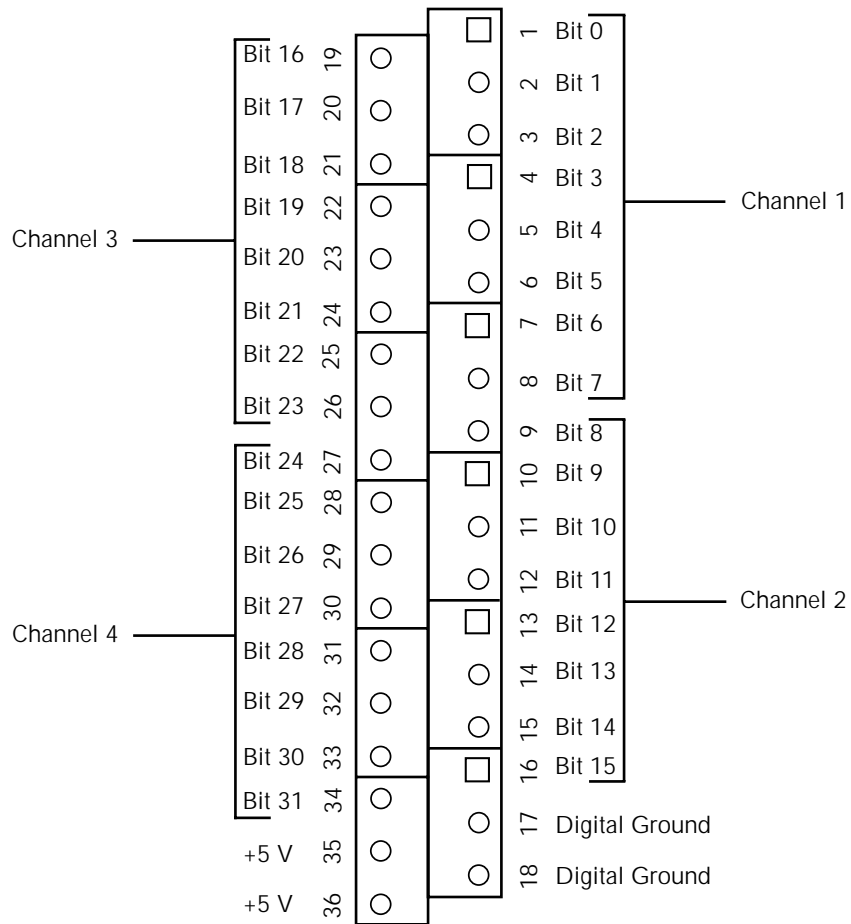 1 Bit 0
Bit 16 19
2 Bit 1
Bit 17 20
3 Bit 2
Bit 18 21
4 Bit 3
Channel 1
Bit 19 22
5 Bit 4
Channel 3
Bit 20 23
6 Bit 5
Bit 21 24
7 Bit 6
Bit 22 25
8 Bit 7
Bit 23 26
9 Bit 8
Bit 24 27
10 Bit 9
Bit 25 28
11 Bit 10
Bit 26 29
12 Bit 11
Channel 2
Bit 27 30
13 Bit 12
Channel 4
Bit 28 31
14 Bit 13
Bit 29 32
15 Bit 14
Bit 30 33
16 Bit 15
Bit 31 34
17 Digital Ground
+5 V 35
18 Digital Ground
+5 V 36